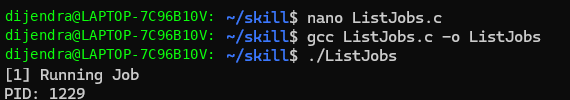 dijendra@LAPTOP-7C96B10V: ~/skill$ nano ListJobs.c
dijendra@LAPTOP-7C96B10V: ~/skill$ gcc ListJobs.c -o ListJobs
dijendra@LAPTOP-7C96B10V: ~/skill$ ./ListJobs
[1] Running Job
PID: 1229